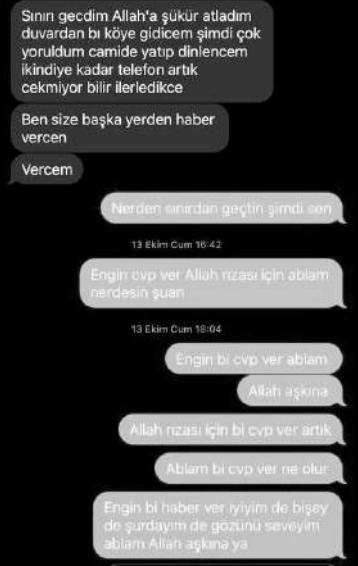 Sınırı gecdim Allah'a şükür atladım
duvardan bı köye gidicem şimdi çok
yoruldum camide yatıp dinlencem
ikindiye kadar telefon artık
cekmiyor bilir ilerledikce
Ben size başka yerden haber
vercen
Vercem
Nerden sınırdan geçtin şimdi sen
13 Ekim Cum 16:42
Engin cvp ver Allah rızası için ablam
nerdesin şuan
13 Ekim Cum 18:04
Engin bi cvp ver ablam
Allah aşkına
Allah rızası için bi cvp ver artık
Ablam bi cvp ver ne olur
Engin bi haber ver iyiyim de bişey
de şurdayım de gözünü seveyim
ablam Allah aşkına ya